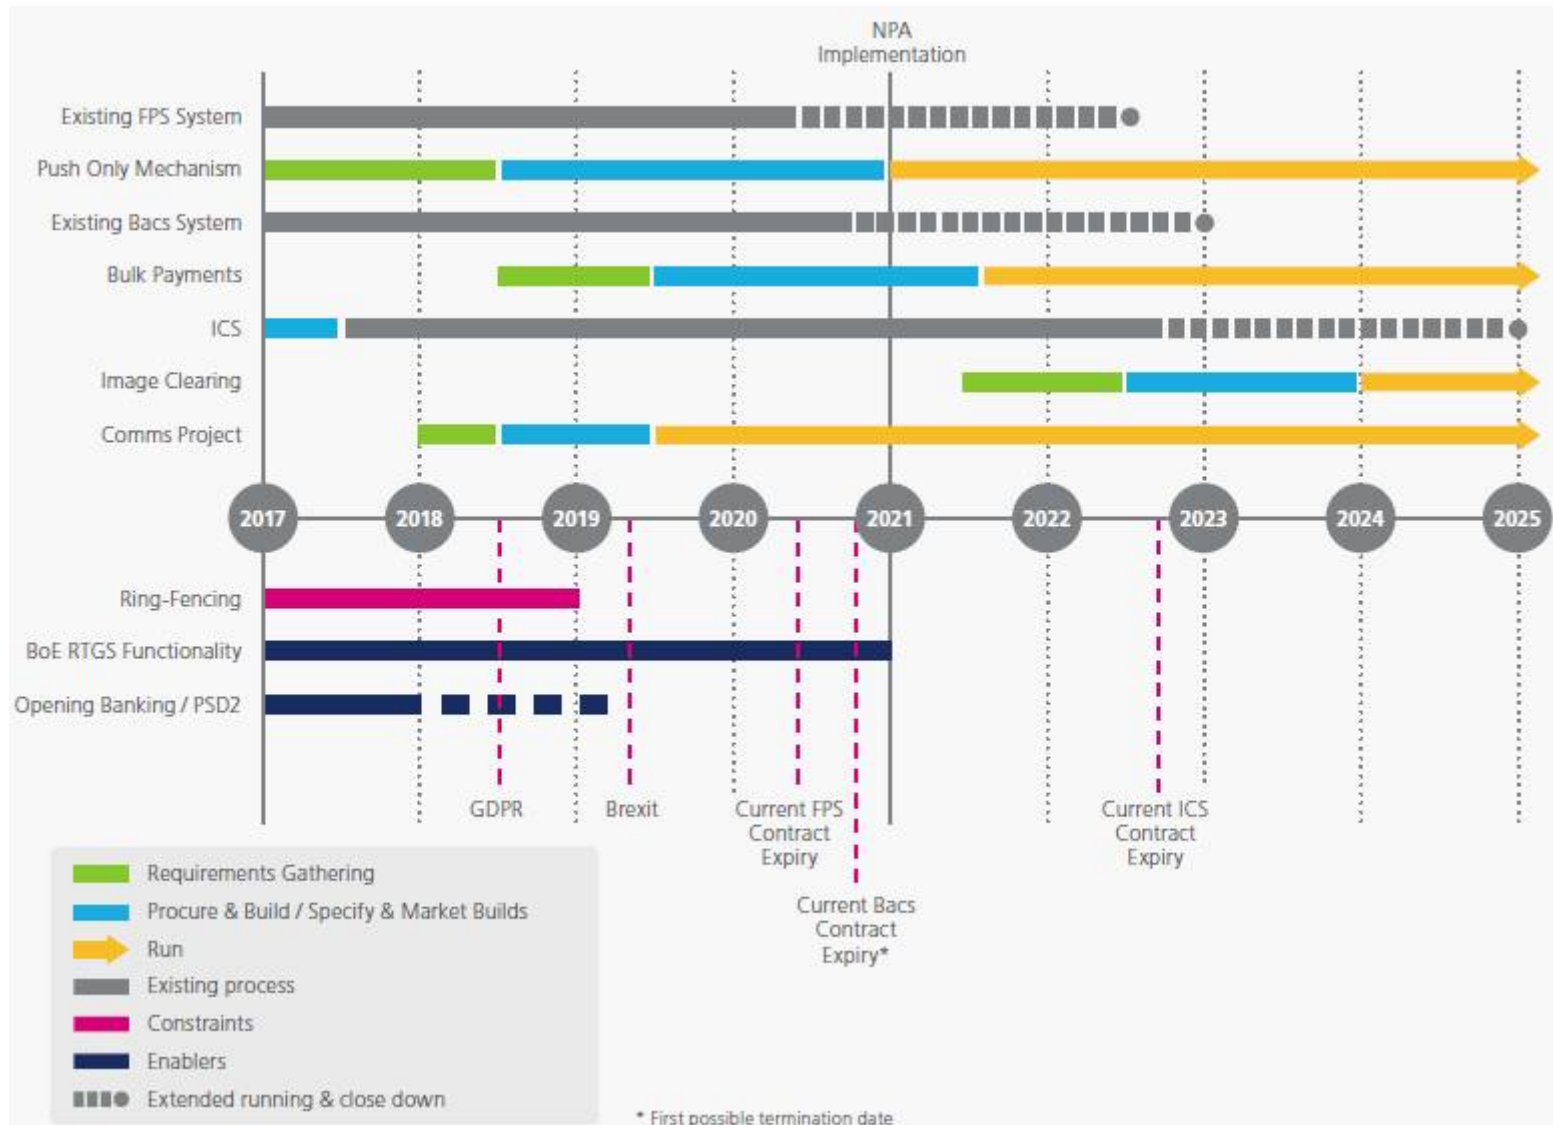 NPA
Implementation
Existing FPS System
Push Only Mechanism
Existing Bacs System
Bulk Payments
ICS
Image Clearing
Comms Project
2017 2018 2019 2020 2021 2022 2023 2024 2025
Ring-Fencing
BoE RTGS Functionality
Opening Banking / PSD2
GDPR
Brexit
Current FPS
Contract
Expiry
Current ICS
Contract
Expiry
Current Bacs
Contract
Expiry*
Requirements Gathering
Procure & Build / Specify & Market Builds
Run
Existing process
Constraints
Enablers
Extended running & close down
* First possible termination date